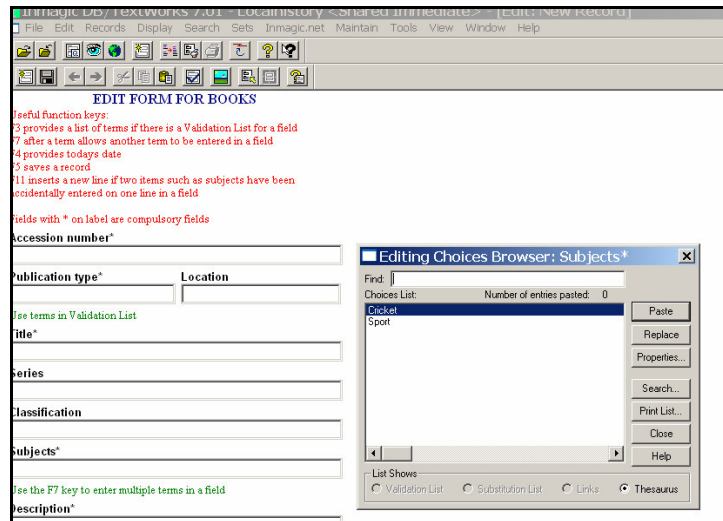 Inmagic DB/TextWorks 7.01 - Localhistory <Shared Immediate> - [Edit: New Record]
File Edit Records Display Search Sets Inmagic.net Maintain Tools View Window Help
EDIT FORM FOR BOOKS
Useful function keys:
F3 provides a list of terms if there is a Validation List for a field
F7 after a term allows another term to be entered in a field
F4 provides todays date
F5 saves a record
F11 inserts a new line if two items such as subjects have been
accidentally entered on one line in a field
Fields with * on label are compulsory fields
Accession number*
Publication type* Location
Use terms in Validation List
Title*
Series
Classification
Subjects*
Use the F7 key to enter multiple terms in a field
Description*
Editing Choices Browser: Subjects*
Find:
Choices List: Number of entries pasted: 0
Cricket
Sport
Paste
Replace
Properties...
Search...
Print List...
Close
Help
List Shows
Validation List Substitution List Links Thesaurus